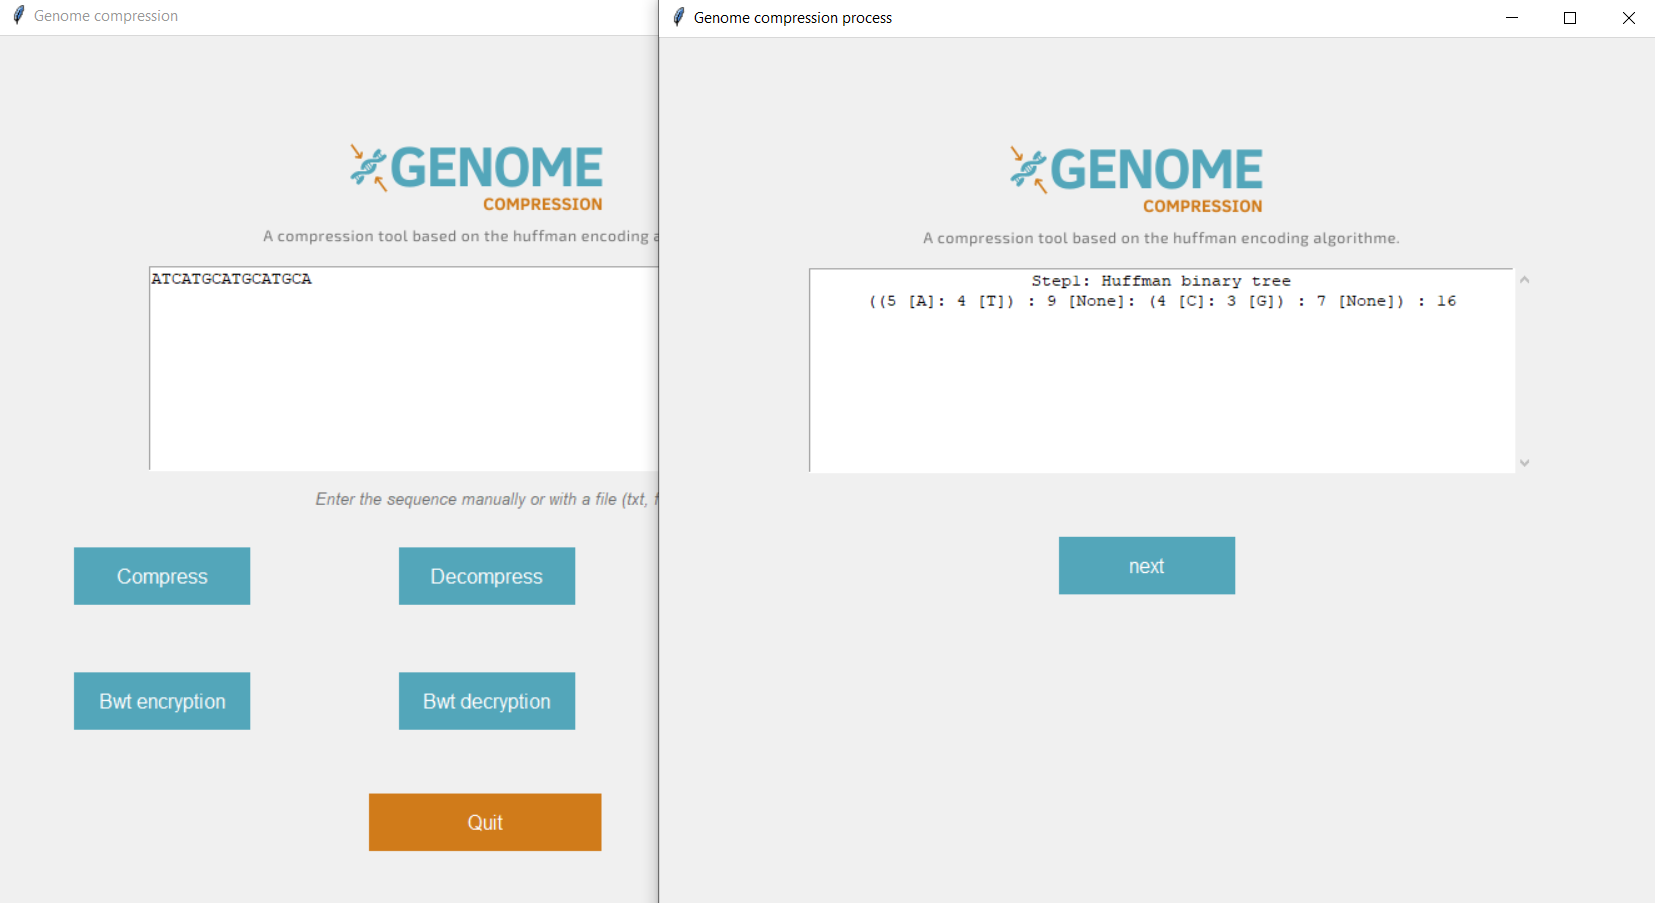 Genome compression
GENOME
COMPRESSION
A compression tool based on the huffman encoding
ATCATGCATGCATGCA
Enter the sequence manually or with a file (txt,
Compress
Decompress
Bwt encryption
Bwt decryption
Quit
Genome compression process
GENOME
COMPRESSION
A compression tool based on the huffman encoding algorithme.
Step1: Huffman binary tree
((5 [A]: 4 [T]) : 9 [None]: (4 [C]: 3 [G]) : 7 [None]) : 16
next